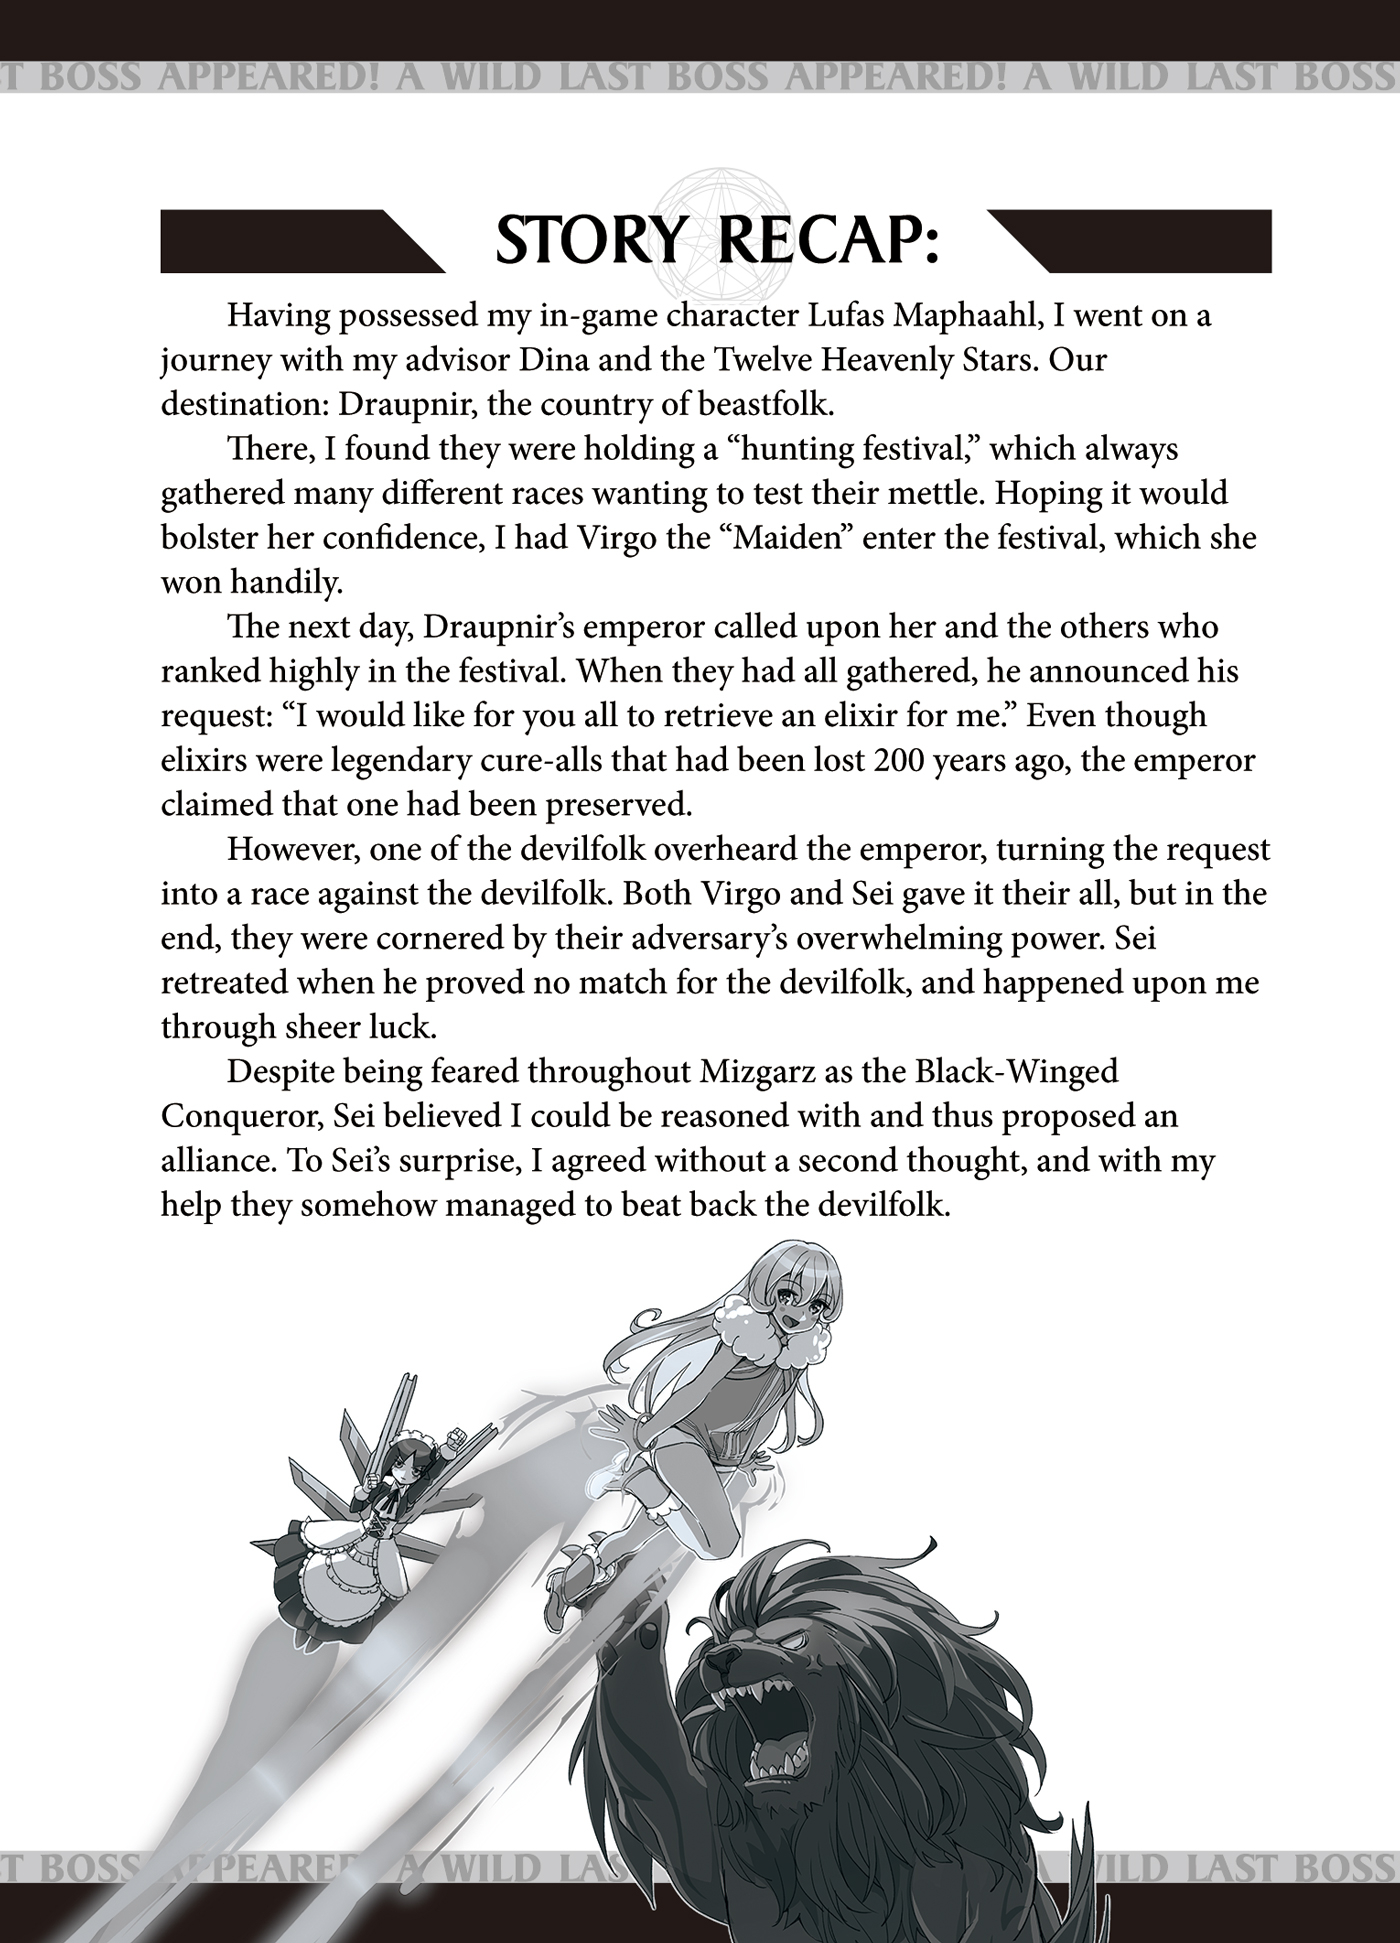 T BOSS APPEARED! A WILD LAST BOSS APPEARED! A WILD LAST BOSS
STORY RECAP:
Having possessed my in-game character Lufas Maphaahl, I went on a
journey with my advisor Dina and the Twelve Heavenly Stars. Our
destination: Draupnir, the country of beastfolk.
There, I found they were holding a “hunting festival,” which always
gathered many different races wanting to test their mettle. Hoping it would
bolster her confidence, I had Virgo the “Maiden” enter the festival, which she
won handily.
The next day, Draupnir’s emperor called upon her and the others who
ranked highly in the festival. When they had all gathered, he announced his
request: “I would like for you all to retrieve an elixir for me.” Even though
elixirs were legendary cure-alls that had been lost 200 years ago, the emperor
claimed that one had been preserved.
However, one of the devilfolk overheard the emperor, turning the request
into a race against the devilfolk. Both Virgo and Sei gave it their all, but in the
end, they were cornered by their adversary’s overwhelming power. Sei
retreated when he proved no match for the devilfolk, and happened upon me
through sheer luck.
Despite being feared throughout Mizgarz as the Black-Winged
Conqueror, Sei believed I could be reasoned with and thus proposed an
alliance. To Sei’s surprise, I agreed without a second thought, and with my
help they somehow managed to beat back the devilfolk.
T BOSS APPEARED! A WILD LAS A WILD LAST BOSS